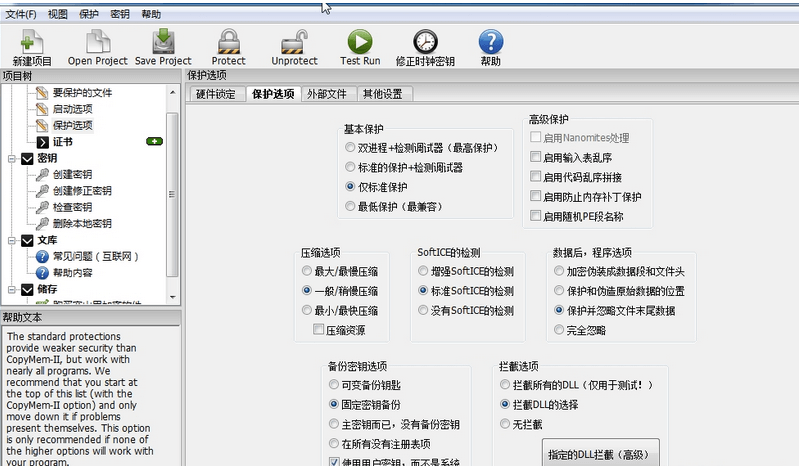 文件(F) 视图 保护 密钥 帮助
新建项目 Open Project Save Project Protect Unprotect Test Run 修正时钟密钥 帮助
项目树
要保护的文件
启动选项
保护选项
证书
密钥
创建密钥
创建修正密钥
检查密钥
删除本地密钥
文库
常见问题（互联网）
帮助内容
储存
帮助文本
The standard protections
provide weaker security than
CopyMem-II, but work with
nearly all programs. We
recommend that you start at
the top of this list (with the
CopyMem-II option) and only
move down it if problems
present themselves. This option
is only recommended if none of
the higher options will work with
your program.
保护选项
硬件锁定 保护选项 外部文件 其他设置
基本保护
双进程+检测调试器（最高保护）
标准的保护+检测调试器
仅标准保护
最低保护（最兼容）
高级保护
启用Nanomites处理
启用输入表乱序
启用代码乱序拼接
启用防止内存补丁保护
启用随机PE段名称
压缩选项
最大/最慢压缩
一般/稍慢压缩
最小/最快压缩
压缩资源
SoftICE的检测
增强SoftICE的检测
标准SoftICE的检测
没有SoftICE的检测
数据后，程序选项
加密伪装成数据段和文件头
保护和伪造原始数据的位置
保护并忽略文件末尾数据
完全忽略
备份密钥选项
可变备份钥匙
固定密钥备份
主密钥而已，没有备份密钥
在所有没有注册表项
使用用户密钥，而不是系统
拦截选项
拦截所有的DLL（仅用于测试！）
拦截DLL的选择
无拦截
指定的DLL拦截（高级）